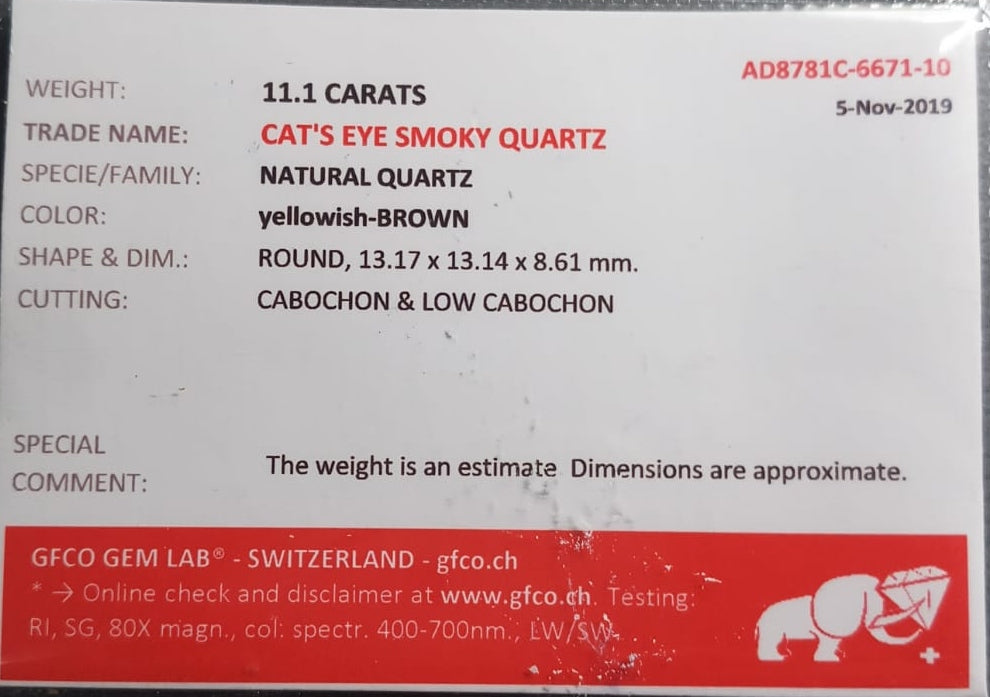 AD8781C-6671-10
5-Nov-2019
WEIGHT: 11.1 CARATS
TRADE NAME: CAT'S EYE SMOKY QUARTZ
SPECIE/FAMILY: NATURAL QUARTZ
COLOR: yellowish-BROWN
SHAPE & DIM.: ROUND, 13.17 x 13.14 x 8.61 mm.
CUTTING: CABOCHON & LOW CABOCHON
SPECIAL
COMMENT: The weight is an estimate Dimensions are approximate.
GFCO GEM LAB® - SWITZERLAND - gfco.ch
* → Online check and disclaimer at www.gfco.ch. Testing:
RI, SG, 80X magn., col: spectr. 400-700nm., LW/SW.